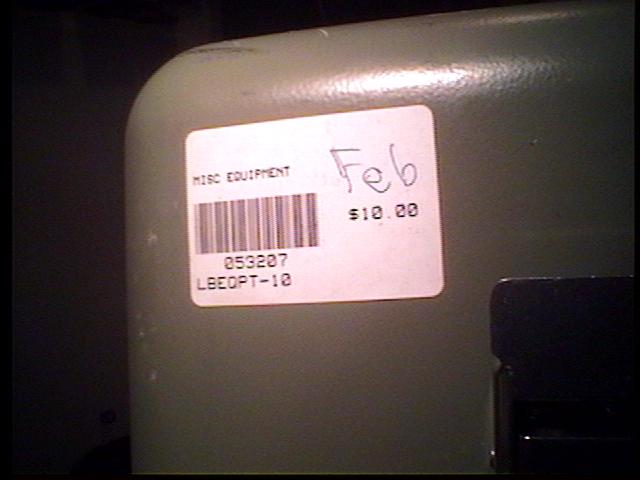 MISC EQUIPMENT
Feb
$10.00
053207
LBEQPT-10